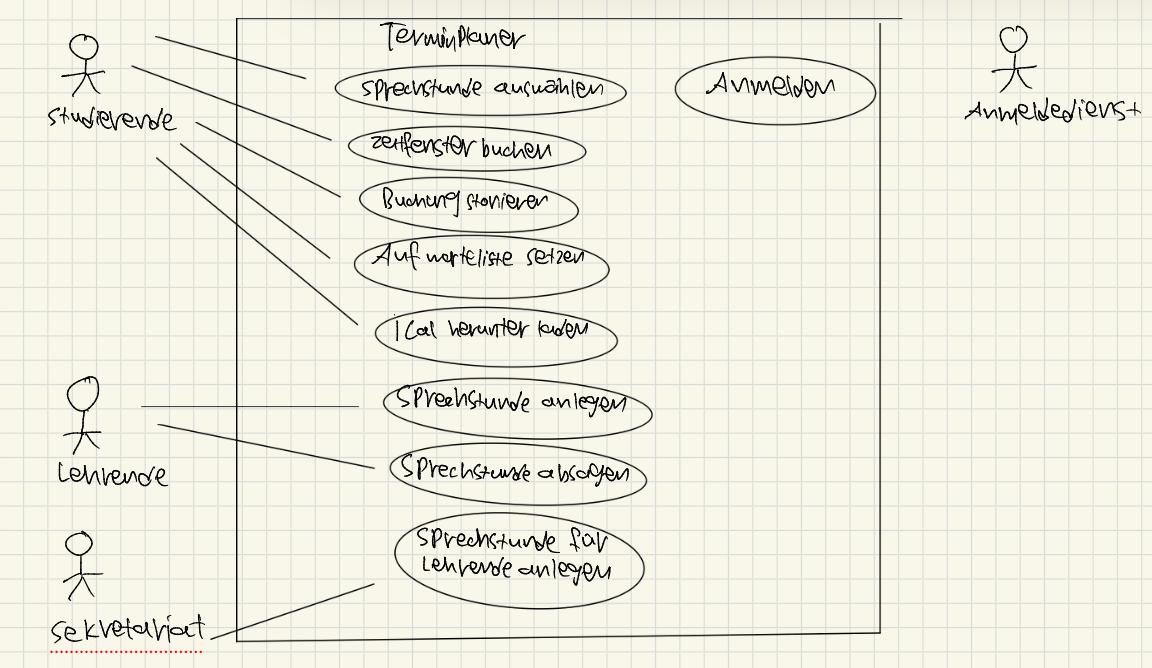 Terminplaner
Sprechstunde auswählen
Anmelden
Studierende
Anmeldedienst
zeitfenster buchen
Buchung stonieren
Auf warteliste setzen
ICal herunter laden
Sprechstunde anlegen
Lehrende
Sprechstunde absagen
Sprechstunde für
Lehrende anlegen
Sekretariat